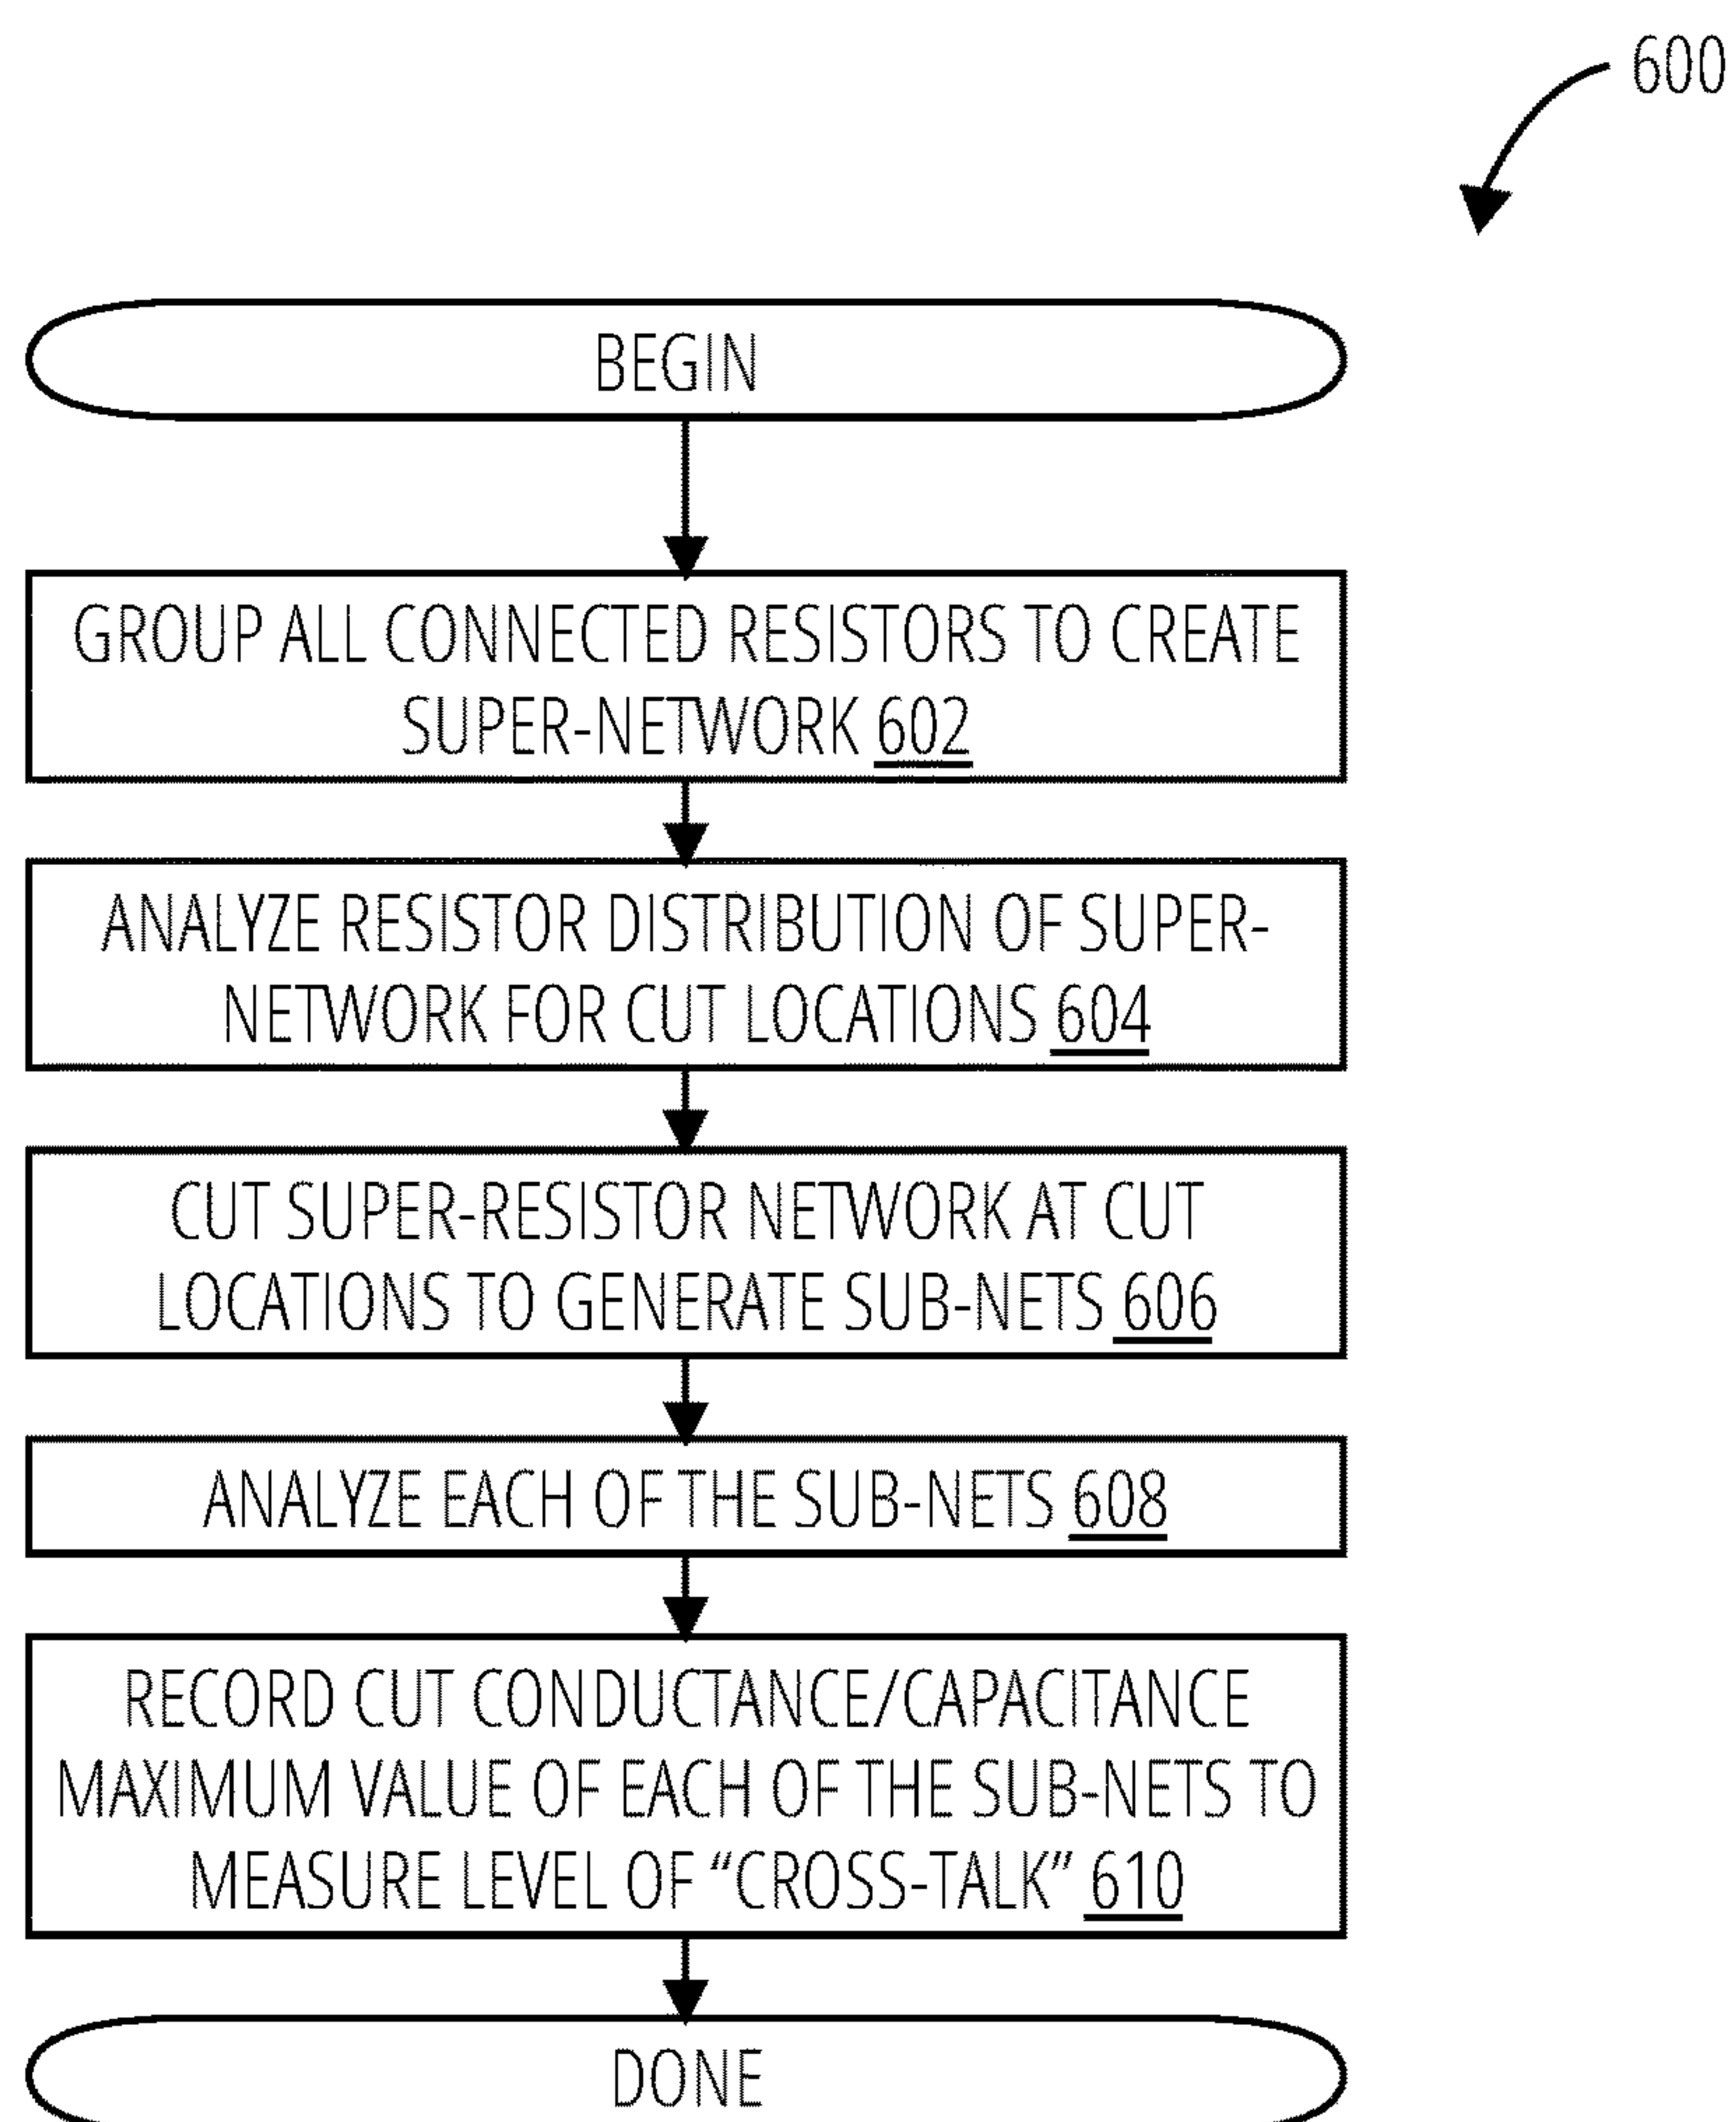 600
BEGIN
GROUP ALL CONNECTED RESISTORS TO CREATE
SUPER-NETWORK 602
ANALYZE RESISTOR DISTRIBUTION OF SUPER-
NETWORK FOR CUT LOCATIONS 604
CUT SUPER-RESISTOR NETWORK AT CUT
LOCATIONS TO GENERATE SUB-NETS 606
ANALYZE EACH OF THE SUB-NETS 608
RECORD CUT CONDUCTANCE/CAPACITANCE
MAXIMUM VALUE OF EACH OF THE SUB-NETS TO
MEASURE LEVEL OF “CROSS-TALK” 610
DONE